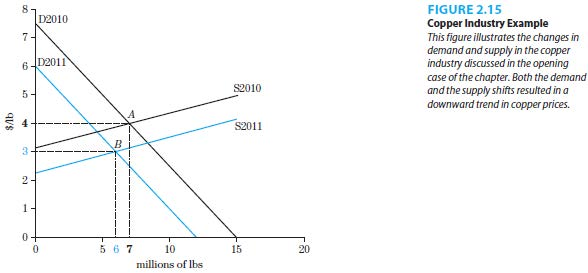 8
D2010
7
D2011
6
5
S2010
4
A
S2011
3
B
2
1
0
$/lb
0 5 6 7 10 15 20
millions of lbs
FIGURE 2.15
Copper Industry Example
This figure illustrates the changes in
demand and supply in the copper
industry discussed in the opening
case of the chapter. Both the demand
and the supply shifts resulted in a
downward trend in copper prices.